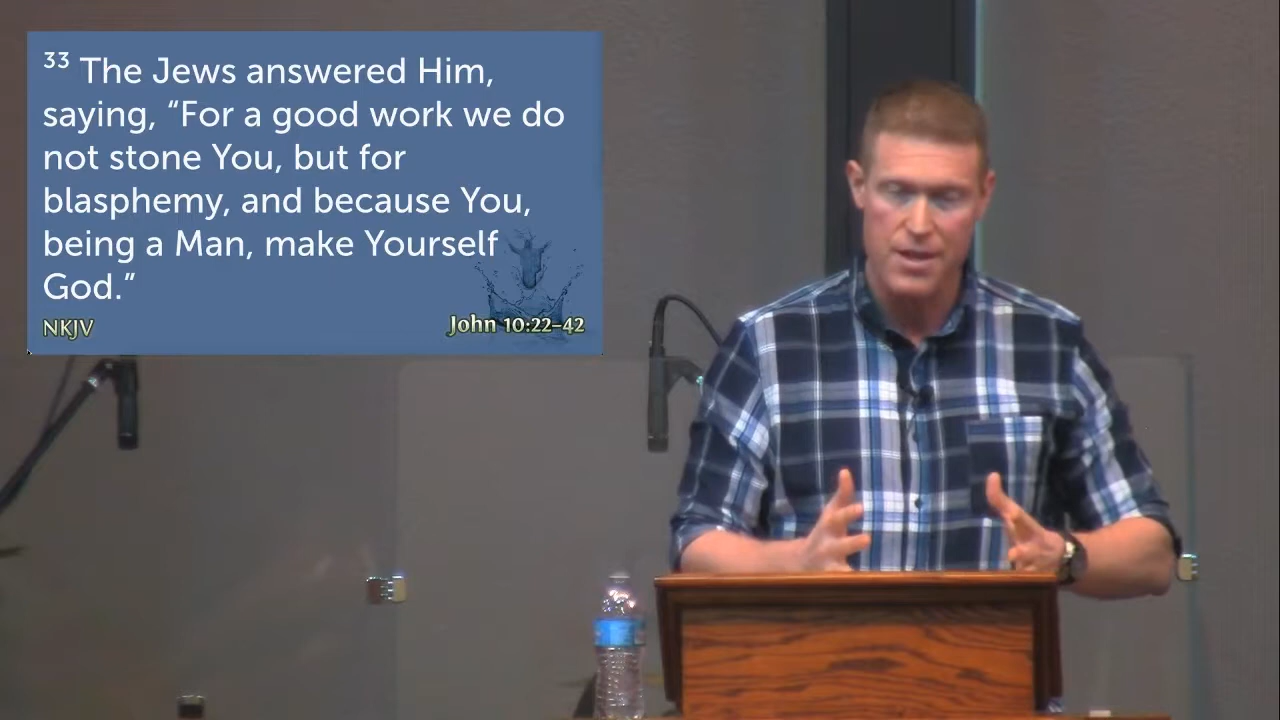 33 The Jews answered Him,
saying, “For a good work we do
not stone You, but for
blasphemy, and because You,
being a Man, make Yourself
God.”
NKJV
John 10:22–42